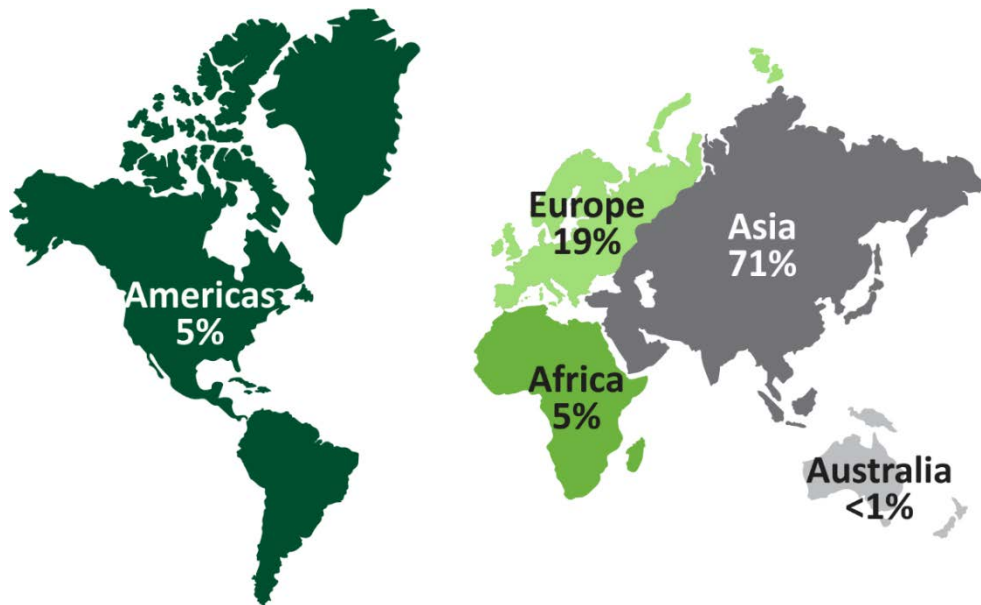 Americas
5%
Europe
19%
Asia
71%
Africa
5%
Australia
<1%